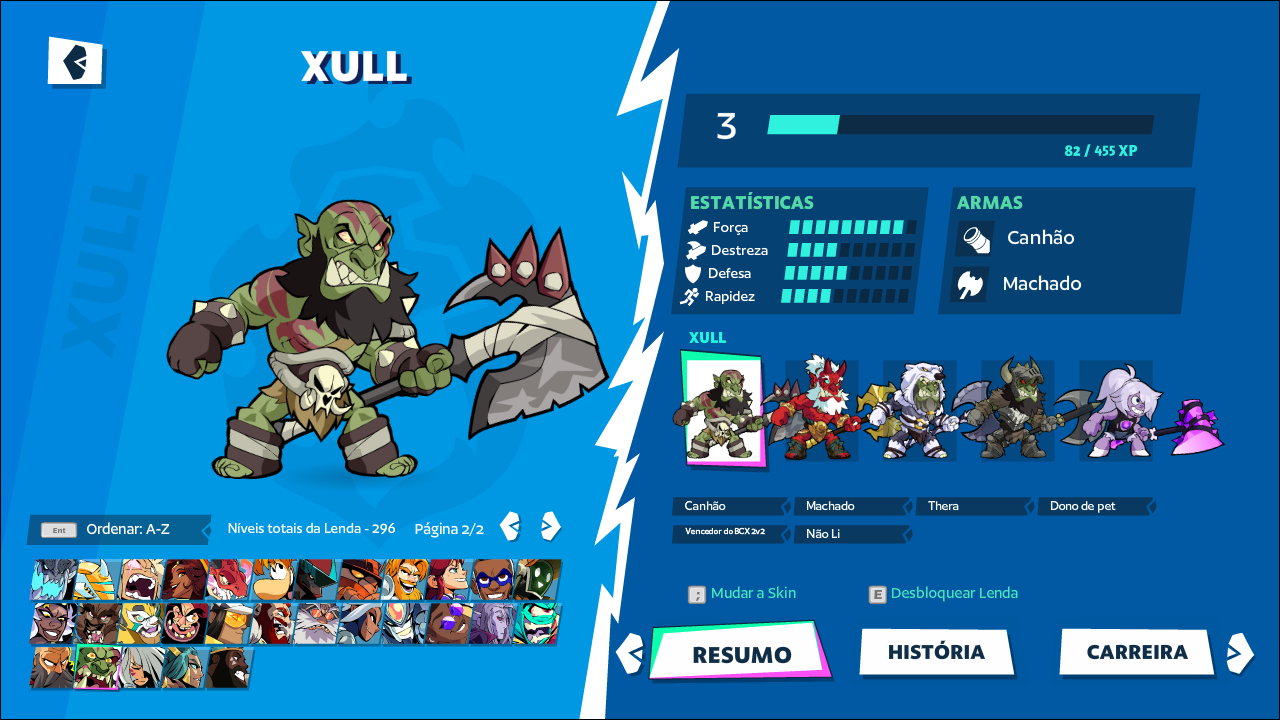 XULL
XULL
3
82 / 455 XP
ESTATÍSTICAS
Força
Destreza
Defesa
Rapidez
ARMAS
Canhão
Machado
XULL
Canhão
Machado
Thera
Dono de pet
Vencedor do BCX 2v2
Não Li
Ent
Ordenar: A-Z
Níveis totais da Lenda - 296
Página 2/2
; Mudar a Skin
E Desbloquear Lenda
RESUMO
HISTÓRIA
CARREIRA